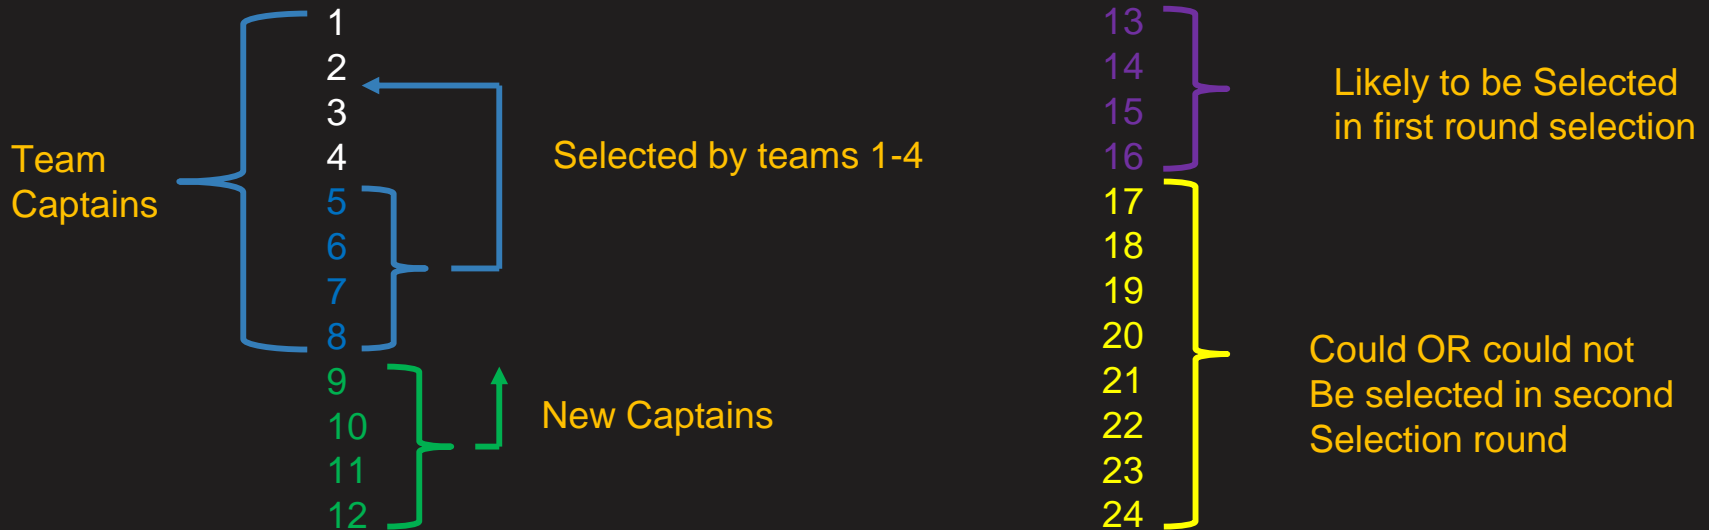 Team
Captains
1
2
3
4
5
6
7
8
9
10
11
12
Selected by teams 1-4
New Captains
13
14
15
16
17
18
19
20
21
22
23
24
Likely to be Selected
in first round selection
Could OR could not
Be selected in second
Selection round